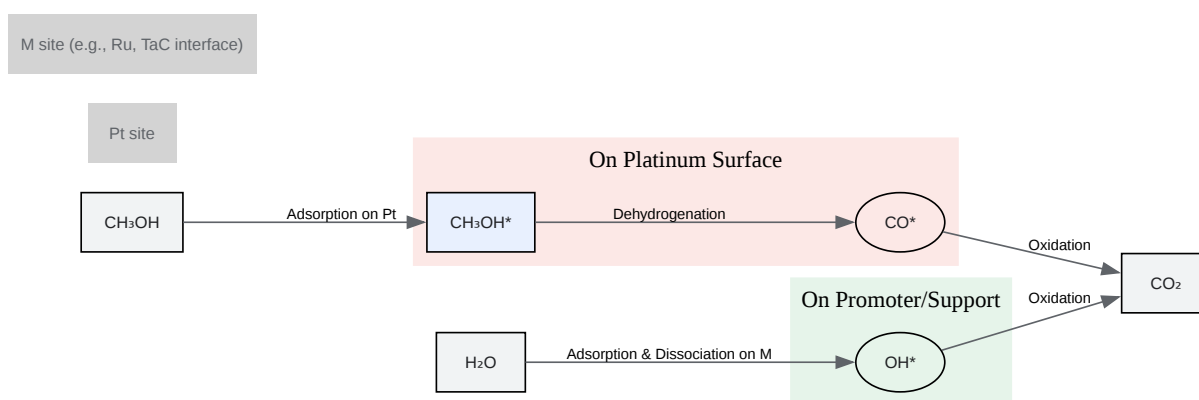 M site (e.g., Ru, TaC interface)
Pt site
On Platinum Surface
CH₃OH
Adsorption on Pt
CH₃OH*
Dehydrogenation
CO*
Oxidation
CO₂
On Promoter/Support
Oxidation
H₂O
Adsorption & Dissociation on M
OH*